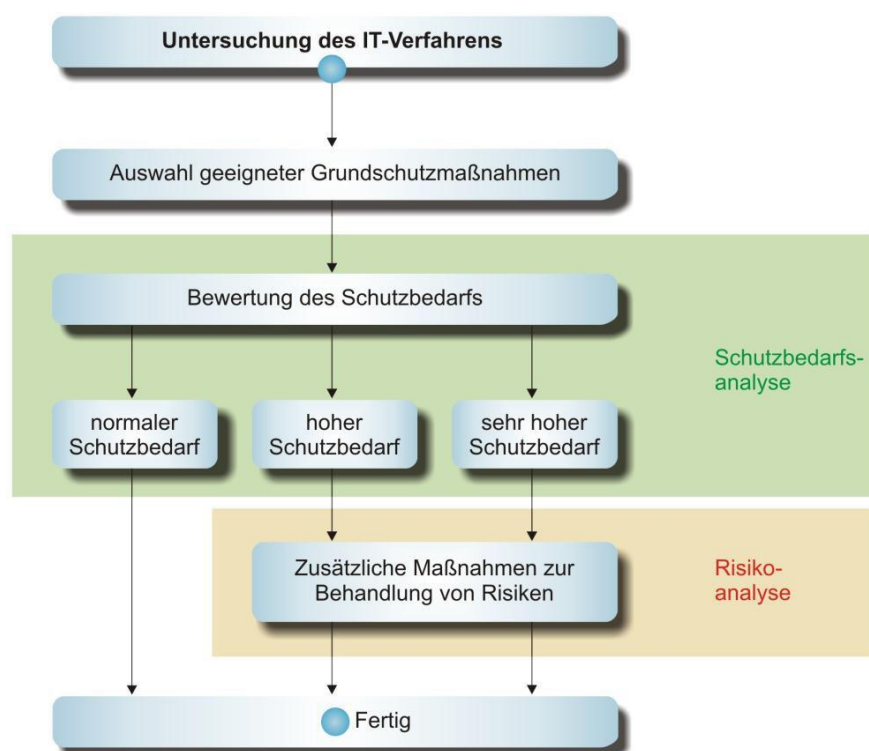 Untersuchung des IT-Verfahrens
Auswahl geeigneter Grundschutzmaßnahmen
Bewertung des Schutzbedarfs
Schutzbedarfs-
analyse
normaler
Schutzbedarf
hoher
Schutzbedarf
sehr hoher
Schutzbedarf
Zusätzliche Maßnahmen zur
Behandlung von Risiken
Risiko-
analyse
Fertig